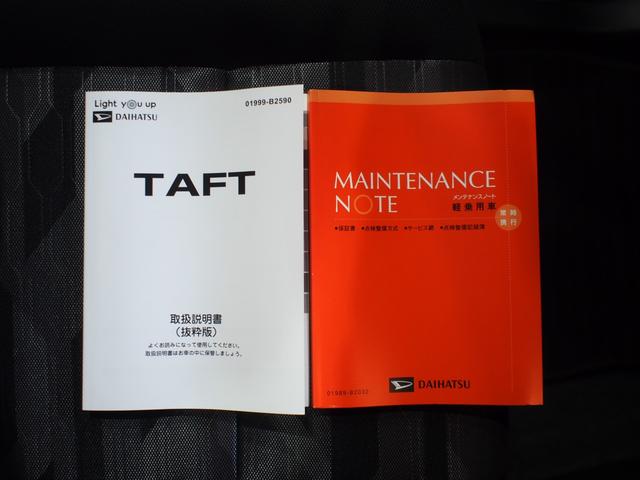 Light you up
DAIHATSU
01999-B2590
TAFT
取扱説明書
(抜粋版)
よくお読みになって使用してください。
取扱説明書はお車の中に保管しましょう。
MAINTENANCE
NOTE
メンテナンスノート
軽乗用車
常時
携行
●保証書 ●点検整備方式 ●サービス網 ●点検整備記録簿
DAIHATSU
01989-B2032